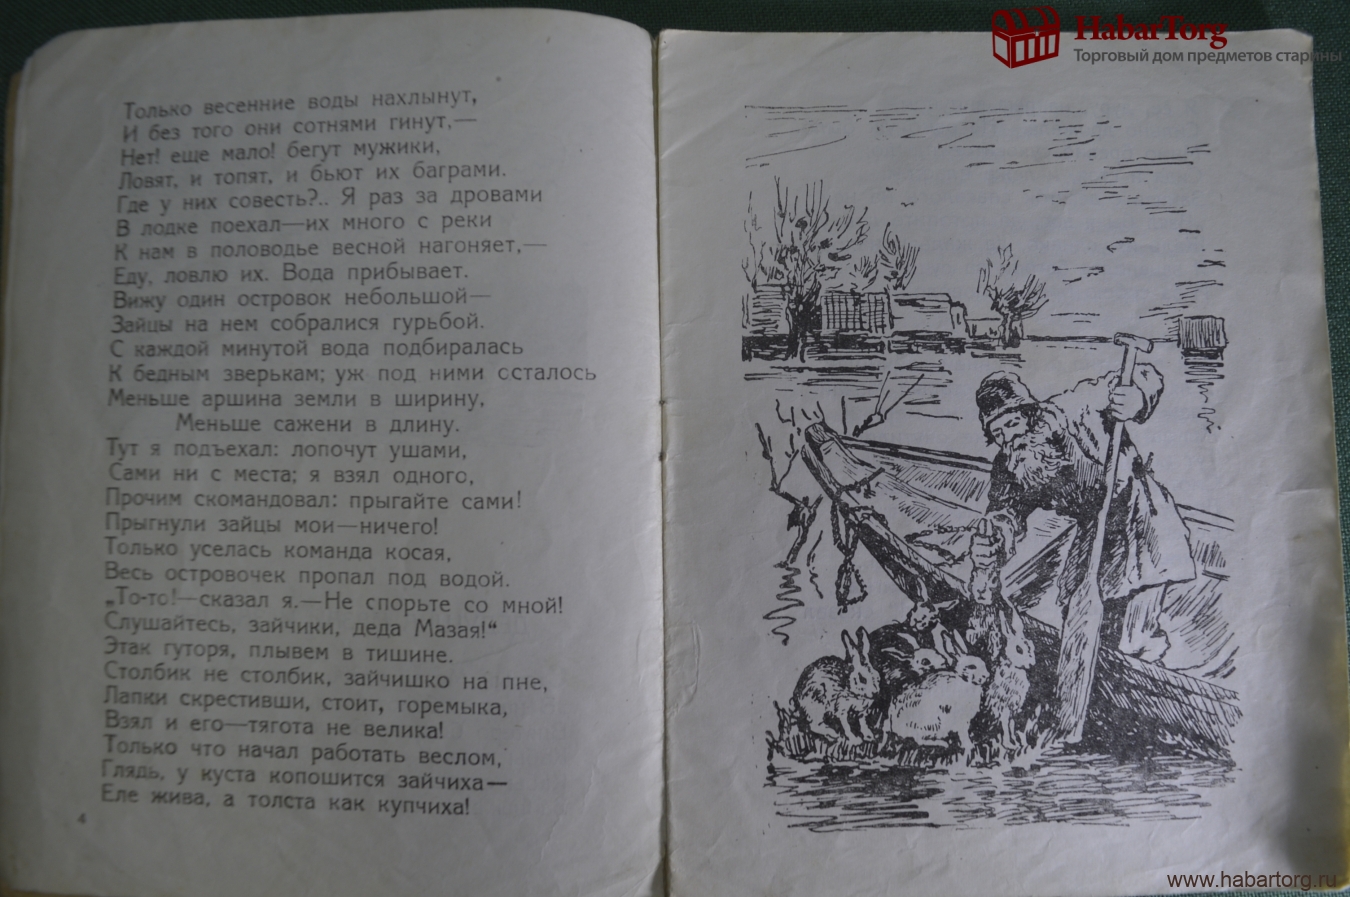 Только весенние воды нахлынут,
И без того они сотнями гинут,—
Нет! еще мало! бегут мужики,
Ловят, и топят, и бьют их баграми.
Где у них совесть?.. Я раз за дровами
В лодке поехал—их много с реки
К нам в половодье весной нагоняет,—
Еду, ловлю их. Вода прибывает.
Вижу один островок небольшой—
Зайцы на нем собралися гурьбой.
С каждой минутой вода подбиралась
К бедным зверькам; уж под ними осталось
Меньше аршина земли в ширину,
Меньше сажени в длину.
Тут я подъехал: лопочут ушами,
Сами ни с места; я взял одного,
Прочим скомандовал: прыгайте сами!
Прыгнули зайцы мои—ничего!
Только уселась команда косая,
Весь островочек пропал под водой.
„То-то!—сказал я.—Не спорьте со мной!
Слушайтесь, зайчики, деда Мазая!“
Этак гуторя, плывем в тишине.
Столбик не столбик, зайчишко на пне,
Лапки скрестивши, стоит, горемыка,
Взял и его—тягота не велика!
Только что начал работать веслом,
Глядь, у куста копошится зайчиха—
Еле жива, а толста как купчиха!
4
HabarTorg
Торговый дом предметов старины
www.habartorg.ru